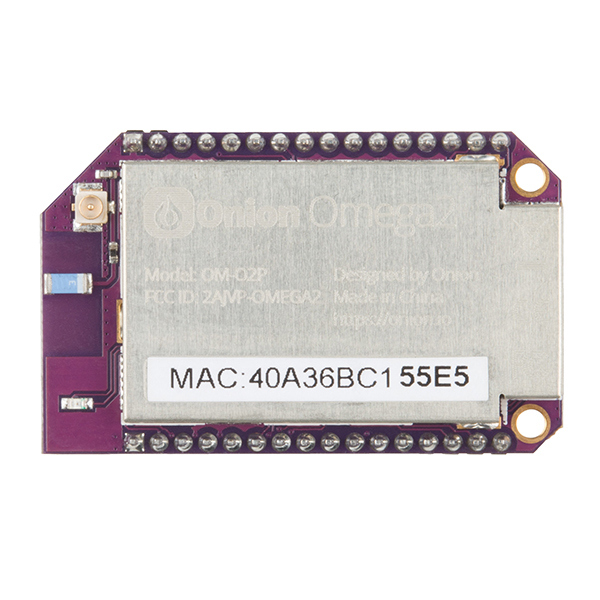 Onion Omega2+
Model: OM-O2P
FCC ID: 2AJVP-OMEGA2
Designed by Onion
Made in China
https://onion.io
MAC:40A36BC155E5